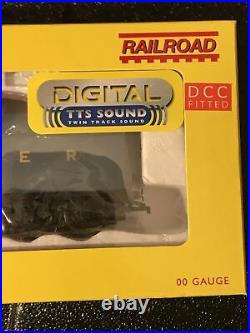 RAILROAD
DIGITAL
TTS SOUND
TWIN TRACK SOUND
DCC
FITTED
E R
00 GAUGE